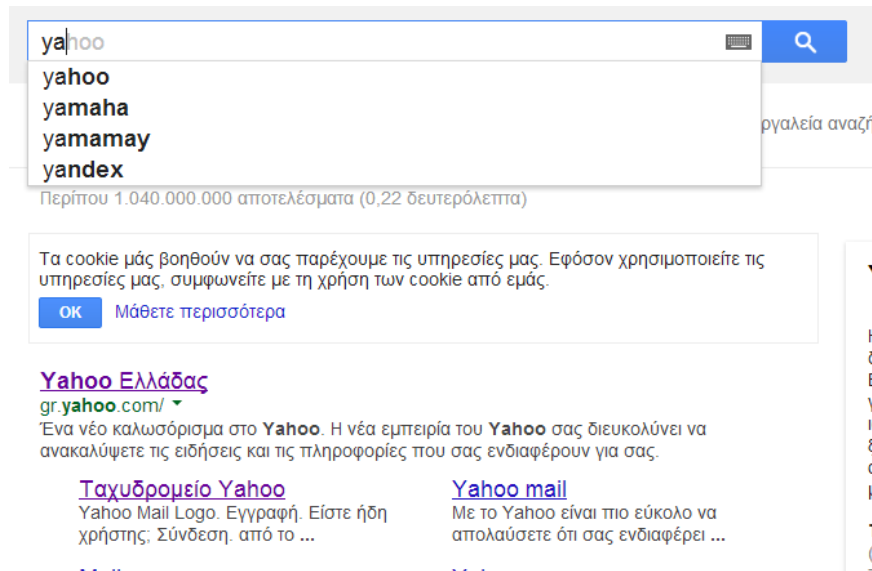 yahoo
yahoo
yamaha
yamamay
yandex
ργαλεία αναζή
Περίπου 1.040.000.000 αποτελέσματα (0,22 δευτερόλεπτα)
Τα cookie μάς βοηθούν να σας παρέχουμε τις υπηρεσίες μας. Εφόσον χρησιμοποιείτε τις
υπηρεσίες μας, συμφωνείτε με τη χρήση των cookie από εμάς.
OK Μάθετε περισσότερα
Yahoo Ελλάδας
gr.yahoo.com/
Ένα νέο καλωσόρισμα στο Yahoo. Η νέα εμπειρία του Yahoo σας διευκολύνει να
ανακαλύψετε τις ειδήσεις και τις πληροφορίες που σας ενδιαφέρουν για σας.
Ταχυδρομείο Yahoo Yahoo mail
Yahoo Mail Logo. Εγγραφή. Είστε ήδη Με το Yahoo είναι πιο εύκολο να
χρήστης; Σύνδεση. από το ... απολαύσετε ότι σας ενδιαφέρει ...